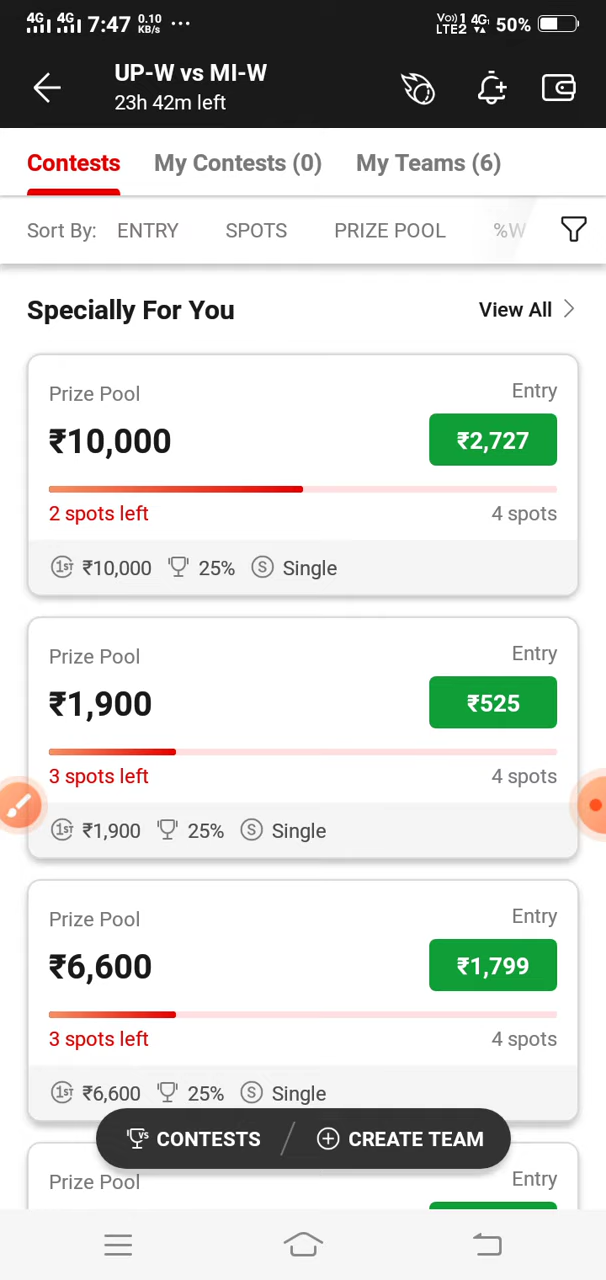 4G 4G 7:47 0.10 KB/s ... Vo) 1 LTE2 4G 50%
UP-W vs MI-W
23h 42m left
Contests My Contests (0) My Teams (6)
Sort By: ENTRY SPOTS PRIZE POOL %W
Specially For You View All
Prize Pool Entry
₹10,000 ₹2,727
2 spots left 4 spots
1ST ₹10,000 25% S Single
Prize Pool Entry
₹1,900 ₹525
3 spots left 4 spots
1ST ₹1,900 25% S Single
Prize Pool Entry
₹6,600 ₹1,799
3 spots left 4 spots
1ST ₹6,600 25% S Single
VS CONTESTS CREATE TEAM
Prize Pool Entry